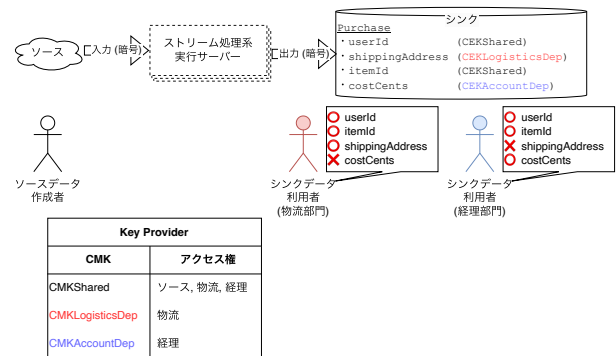 ソース
入力 (暗号)
ストリーム処理系
実行サーバー
出力 (暗号)
シンク
Purchase
・userId (CEKShared)
・shippingAddress (CEKLogisticsDep)
・itemId (CEKShared)
・costCents (CEKAccountDep)
ソースデータ
作成者
userId
itemId
shippingAddress
costCents
シンクデータ
利用者
(物流部門)
userId
itemId
shippingAddress
costCents
シンクデータ
利用者
(経理部門)
Key Provider
CMK アクセス権
CMKShared ソース, 物流, 経理
CMKLogisticsDep 物流
CMKAccountDep 経理